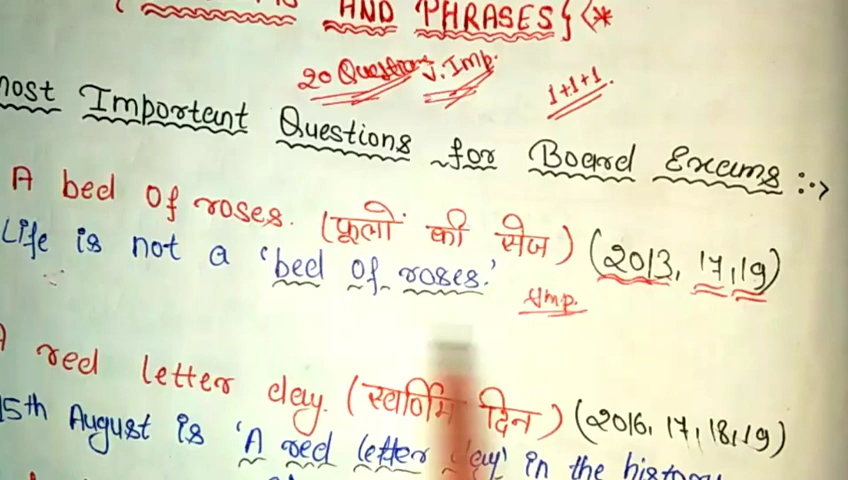 AND PHRASES} <*
20 Questions V. Imp.
1+1+1.
most Important Questions for Board Exams :->
A bed of roses. (फूलों की सेज) (2013, 17, 19)
Life is not a 'bed of roses.'
Imp.
A red letter day. (स्वर्णिम दिन) (2016, 17, 18, 19)
15th August is 'A red letter day' in the history